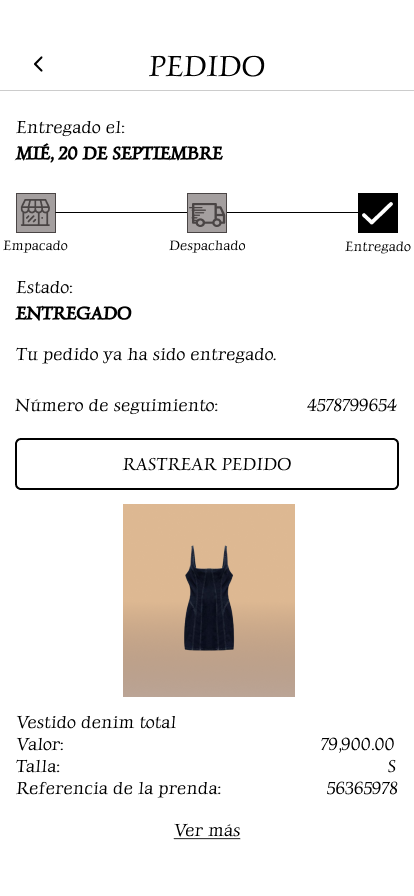 PEDIDO
Entregado el:
MIÉ, 20 DE SEPTIEMBRE
Empacado Despachado Entregado
Estado:
ENTREGADO
Tu pedido ya ha sido entregado.
Número de seguimiento: 4578799654
RASTREAR PEDIDO
Vestido denim total
Valor: 79,900.00
Talla: S
Referencia de la prenda: 56365978
Ver más